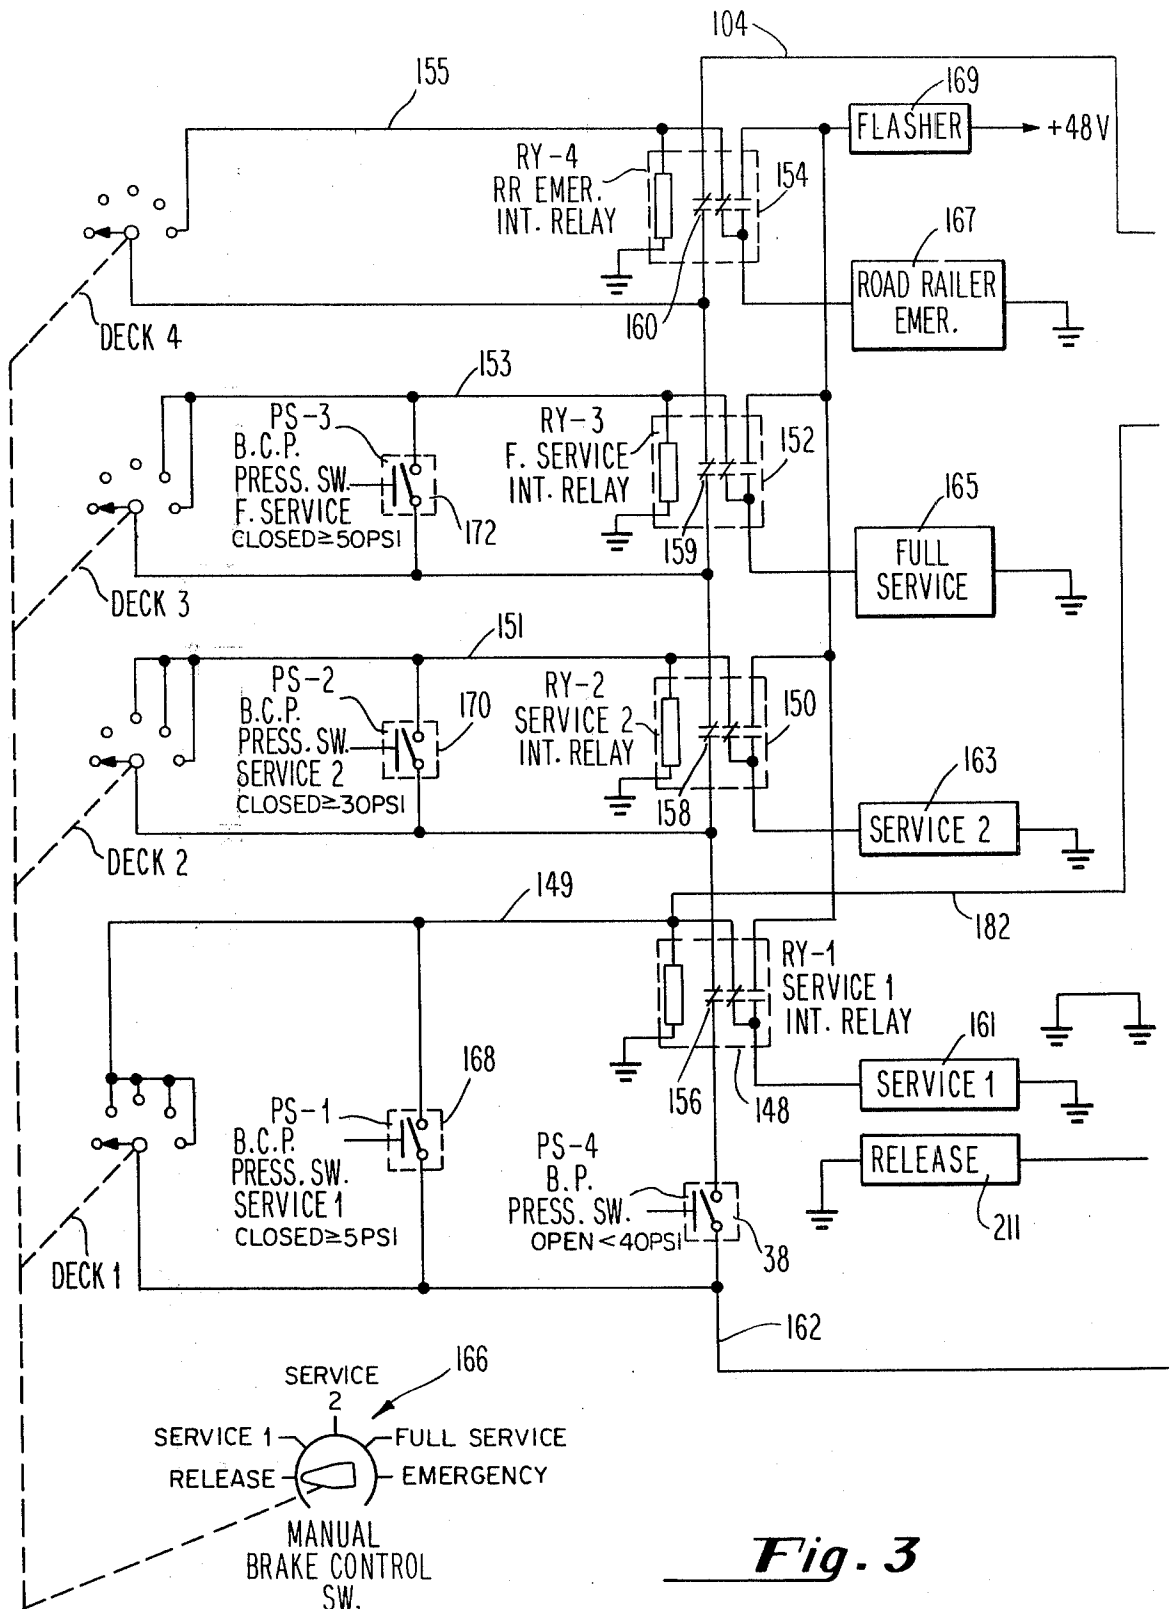 104
155
169
FLASHER
+48V
RY-4
RR EMER.
INT. RELAY
154
167
ROAD RAILER
EMER.
160
DECK 4
153
PS-3
B.C.P.
PRESS. SW.
F. SERVICE
CLOSED≥50PSI
172
RY-3
F. SERVICE
INT. RELAY
152
159
165
FULL
SERVICE
DECK 3
151
PS-2
B.C.P.
PRESS. SW.
SERVICE 2
CLOSED≥30PSI
170
RY-2
SERVICE 2
INT. RELAY
150
158
163
SERVICE 2
DECK 2
149
182
RY-1
SERVICE 1
INT. RELAY
156
148
161
SERVICE 1
168
PS-1
B.C.P.
PRESS. SW.
SERVICE 1
CLOSED≥5PSI
PS-4
B.P.
PRESS. SW.
OPEN<40PSI
38
RELEASE
211
DECK 1
162
166
SERVICE
2
SERVICE 1
FULL SERVICE
RELEASE
EMERGENCY
MANUAL
BRAKE CONTROL
SW.
Fig. 3